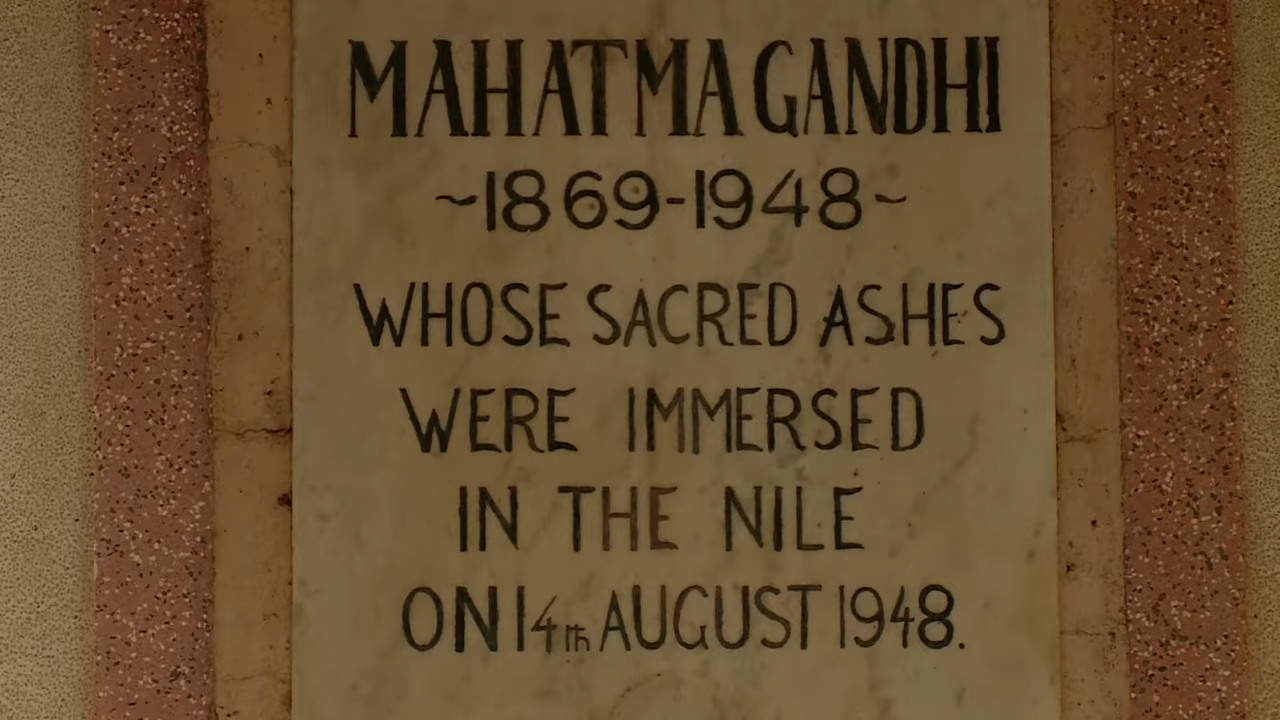 MAHATMA GANDHI
~1869-1948~
WHOSE SACRED ASHES
WERE IMMERSED
IN THE NILE
ON 14th AUGUST 1948.